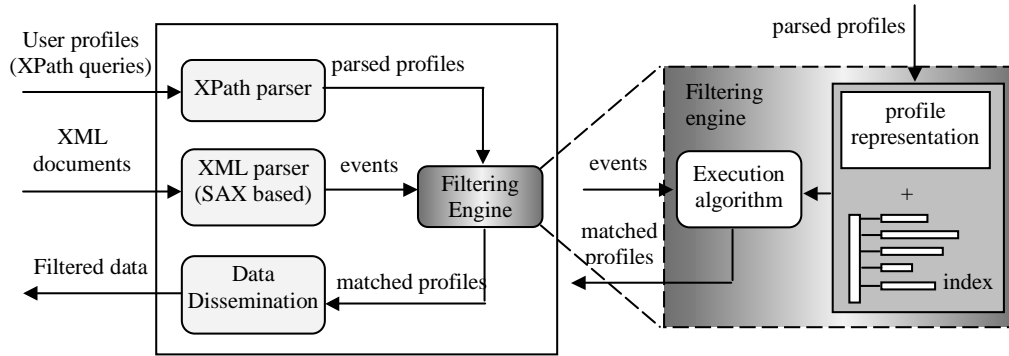 User profiles
(XPath queries)
XPath parser
parsed profiles
XML
documents
XML parser
(SAX based)
events
Filtering
Engine
Filtered data
Data
Dissemination
matched profiles
parsed profiles
Filtering
engine
profile
representation
+
index
events
Execution
algorithm
matched
profiles